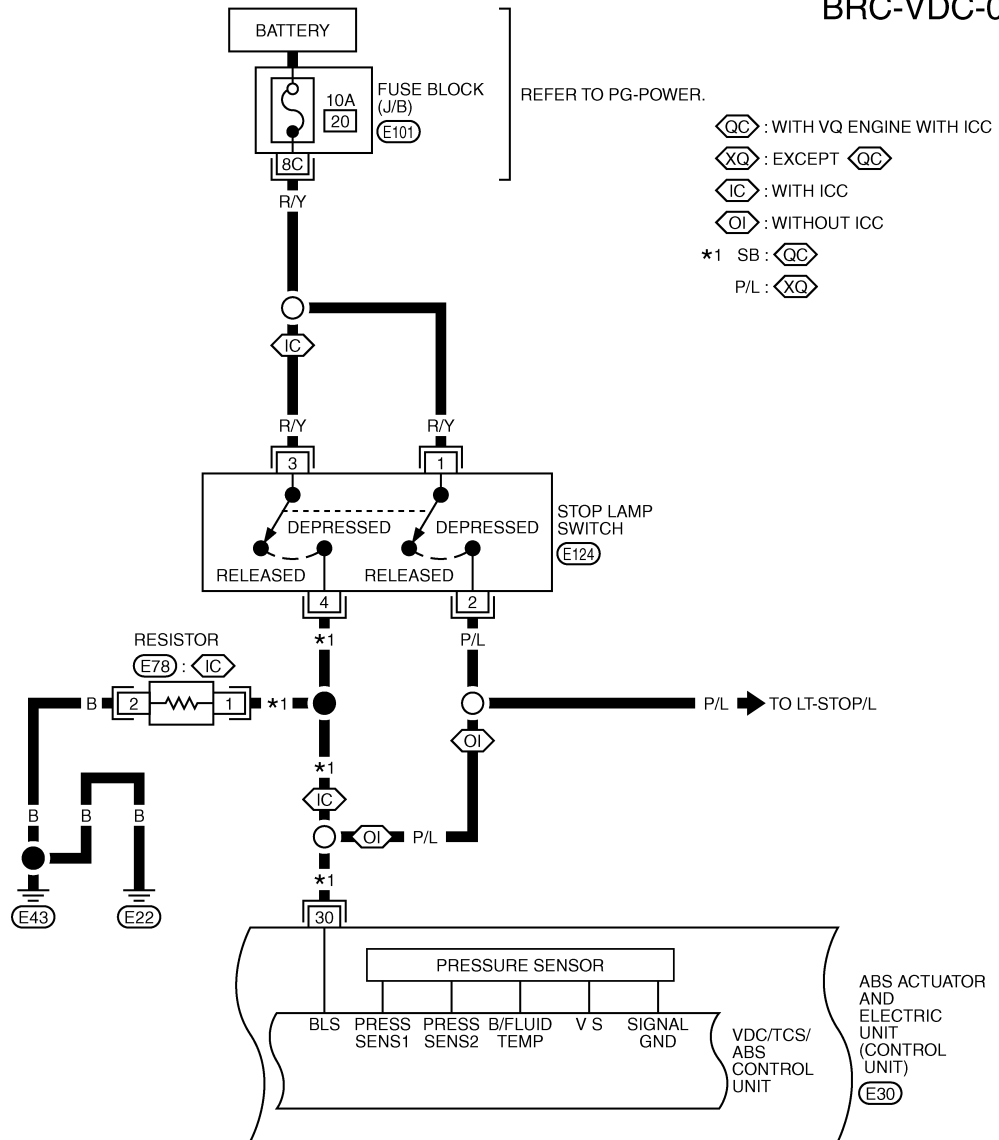 BRC-VDC-0
BATTERY
FUSE BLOCK
(J/B)
10A
20
E101
8C
REFER TO PG-POWER.
QC : WITH VQ ENGINE WITH ICC
XQ : EXCEPT QC
IC : WITH ICC
OI : WITHOUT ICC
*1 SB : QC
P/L : XQ
R/Y
IC
R/Y R/Y
3 1
DEPRESSED DEPRESSED
RELEASED RELEASED
STOP LAMP
SWITCH
E124
4 2
*1 P/L
RESISTOR
E78 : IC
B 2 1 *1
P/L TO LT-STOP/L
OI
*1
IC
OI P/L
B B B
*1
E43 E22
30
PRESSURE SENSOR
BLS PRESS SENS1 PRESS SENS2 B/FLUID TEMP V S SIGNAL GND
VDC/TCS/
ABS
CONTROL
UNIT
ABS ACTUATOR
AND
ELECTRIC
UNIT
(CONTROL
UNIT)
E30